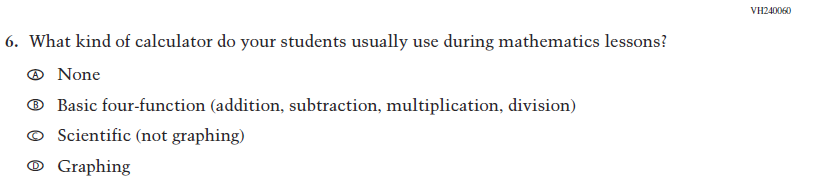 VH240060
6. What kind of calculator do your students usually use during mathematics lessons?
A None
B Basic four-function (addition, subtraction, multiplication, division)
C Scientific (not graphing)
D Graphing